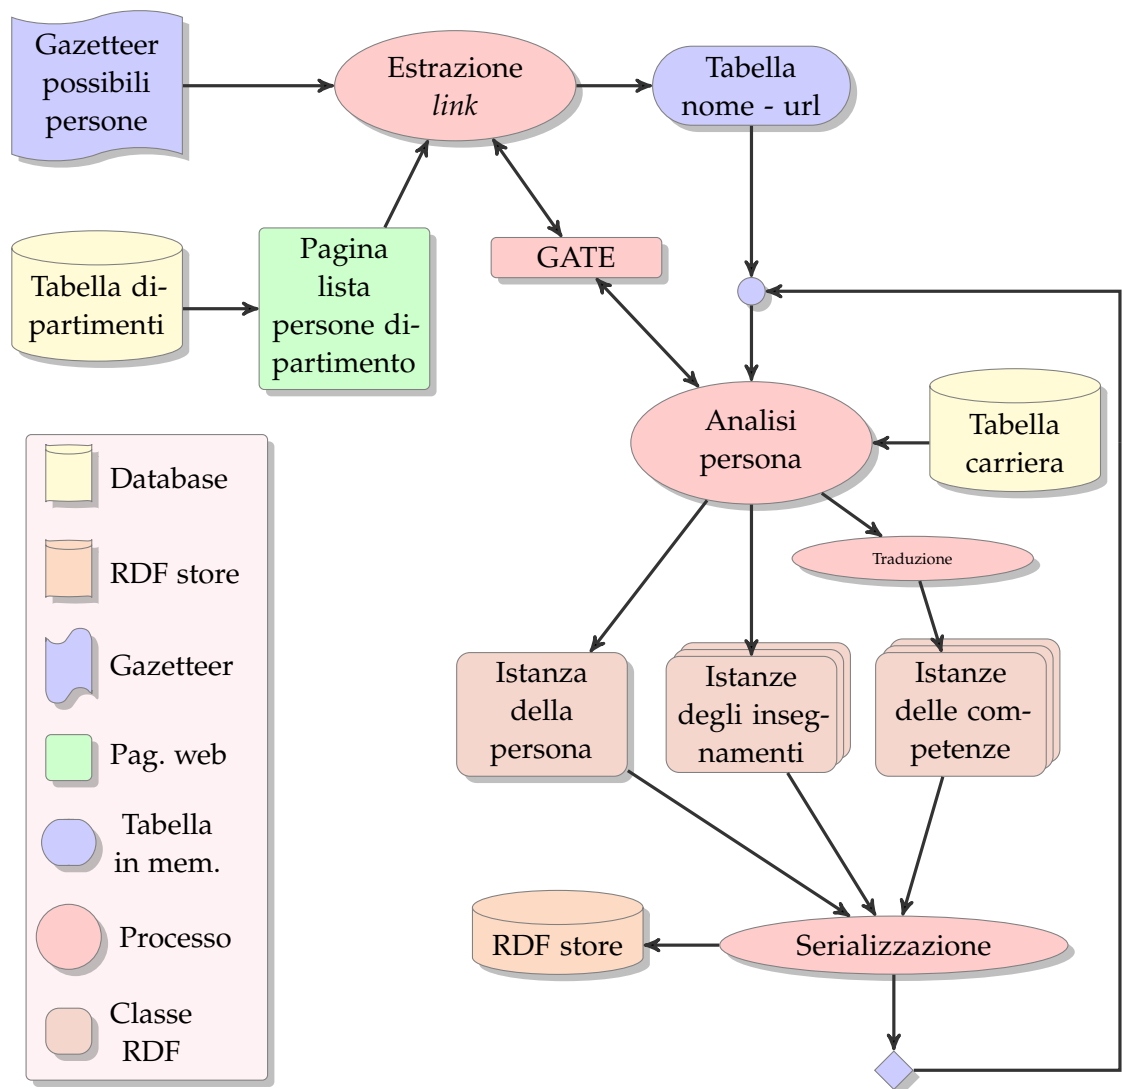 Gazetteer
possibili
persone
Estrazione
link
Tabella
nome - url
Tabella di-
partimenti
Pagina
lista
persone di-
partimento
GATE
Analisi
persona
Tabella
carriera
Traduzione
Istanza
della
persona
Istanze
degli inseg-
namenti
Istanze
delle com-
petenze
RDF store
Serializzazione
Database
RDF store
Gazetteer
Pag. web
Tabella
in mem.
Processo
Classe
RDF